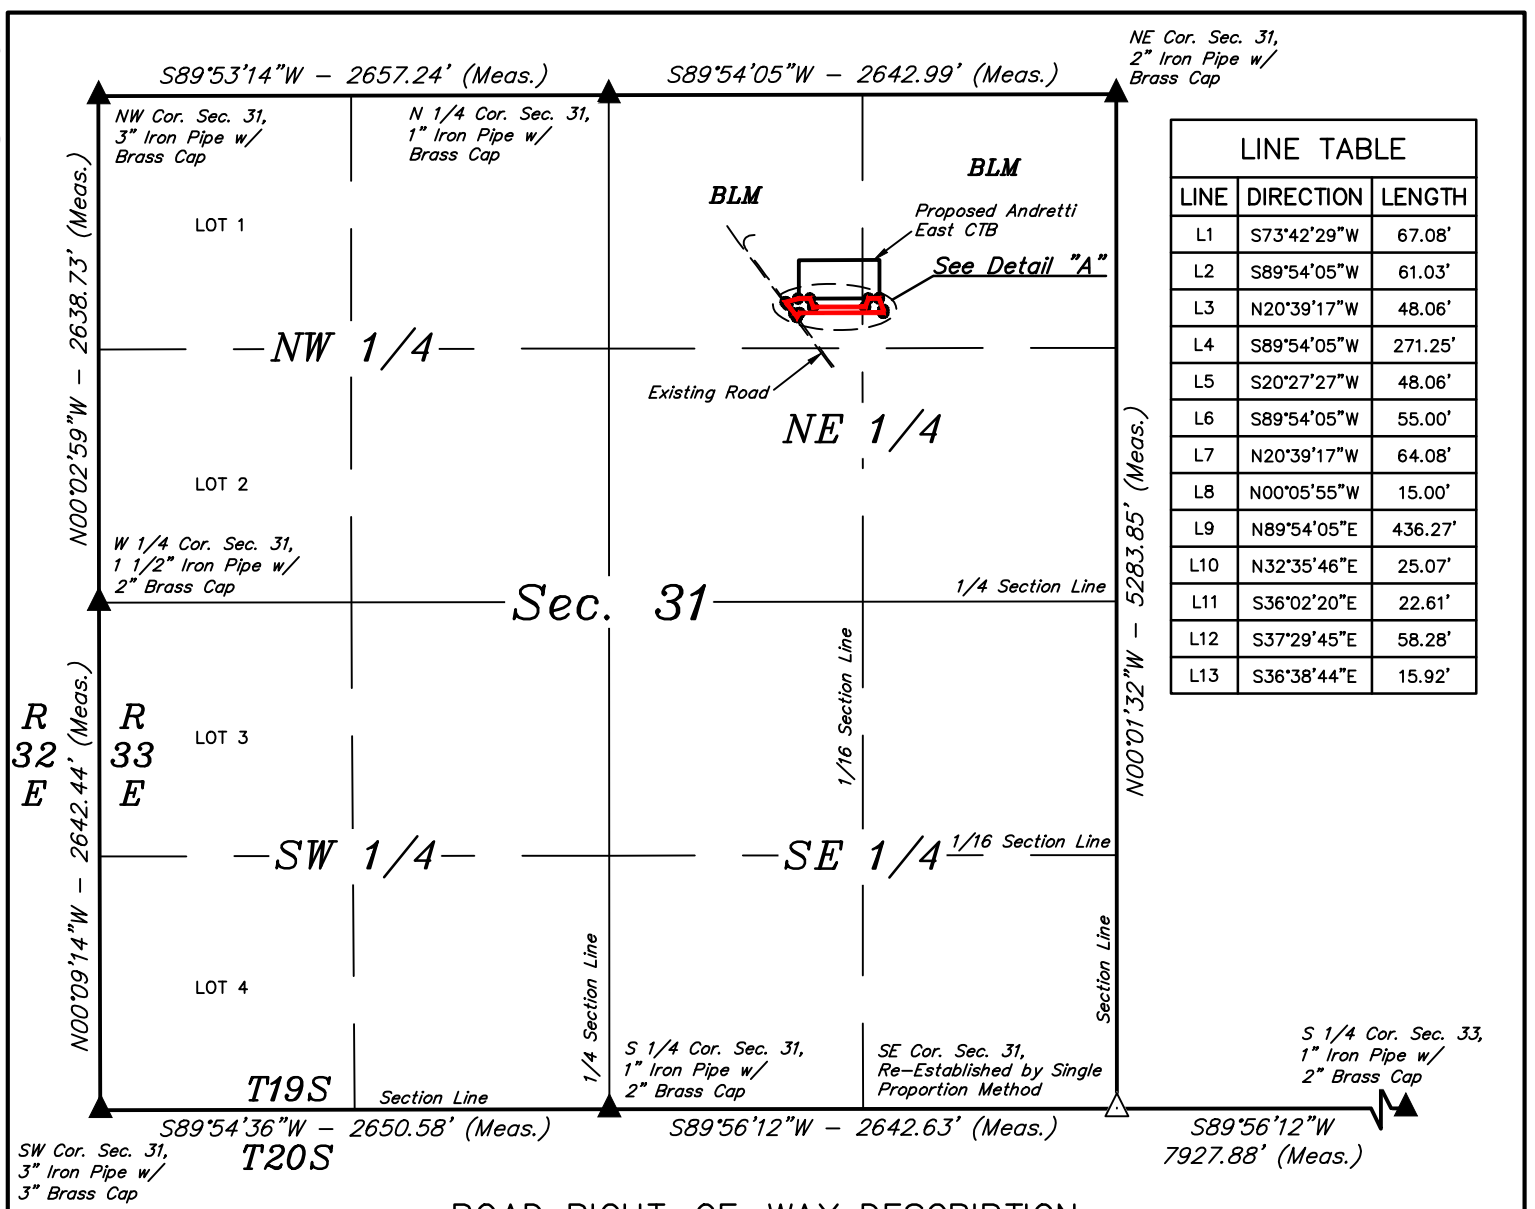 S89°53'14"W – 2657.24' (Meas.)
S89°54'05"W – 2642.99' (Meas.)
NE Cor. Sec. 31,
2" Iron Pipe w/
Brass Cap
NW Cor. Sec. 31,
3" Iron Pipe w/
Brass Cap
N 1/4 Cor. Sec. 31,
1" Iron Pipe w/
Brass Cap
N00°02'59"W – 2638.73' (Meas.)
LOT 1
BLM
BLM
Proposed Andretti
East CTB
See Detail "A"
NW 1/4
Existing Road
NE 1/4
LOT 2
W 1/4 Cor. Sec. 31,
1 1/2" Iron Pipe w/
2" Brass Cap
Sec. 31
1/4 Section Line
N00°01'32"W – 5283.85' (Meas.)
LINE TABLE
LINE DIRECTION LENGTH
L1 S73°42'29"W 67.08'
L2 S89°54'05"W 61.03'
L3 N20°39'17"W 48.06'
L4 S89°54'05"W 271.25'
L5 S20°27'27"W 48.06'
L6 S89°54'05"W 55.00'
L7 N20°39'17"W 64.08'
L8 N00°05'55"W 15.00'
L9 N89°54'05"E 436.27'
L10 N32°35'46"E 25.07'
L11 S36°02'20"E 22.61'
L12 S37°29'45"E 58.28'
L13 S36°38'44"E 15.92'
R
32
E
R
33
E
N00°09'14"W – 2642.44' (Meas.)
LOT 3
1/16 Section Line
SW 1/4
SE 1/4
1/16 Section Line
LOT 4
1/4 Section Line
Section Line
S 1/4 Cor. Sec. 31,
1" Iron Pipe w/
2" Brass Cap
SE Cor. Sec. 31,
Re–Established by Single
Proportion Method
S 1/4 Cor. Sec. 33,
1" Iron Pipe w/
2" Brass Cap
T19S
Section Line
S89°54'36"W – 2650.58' (Meas.)
T20S
S89°56'12"W – 2642.63' (Meas.)
S89°56'12"W
7927.88' (Meas.)
SW Cor. Sec. 31,
3" Iron Pipe w/
3" Brass Cap
ROAD RIGHT–OF–WAY DESCRIPTION